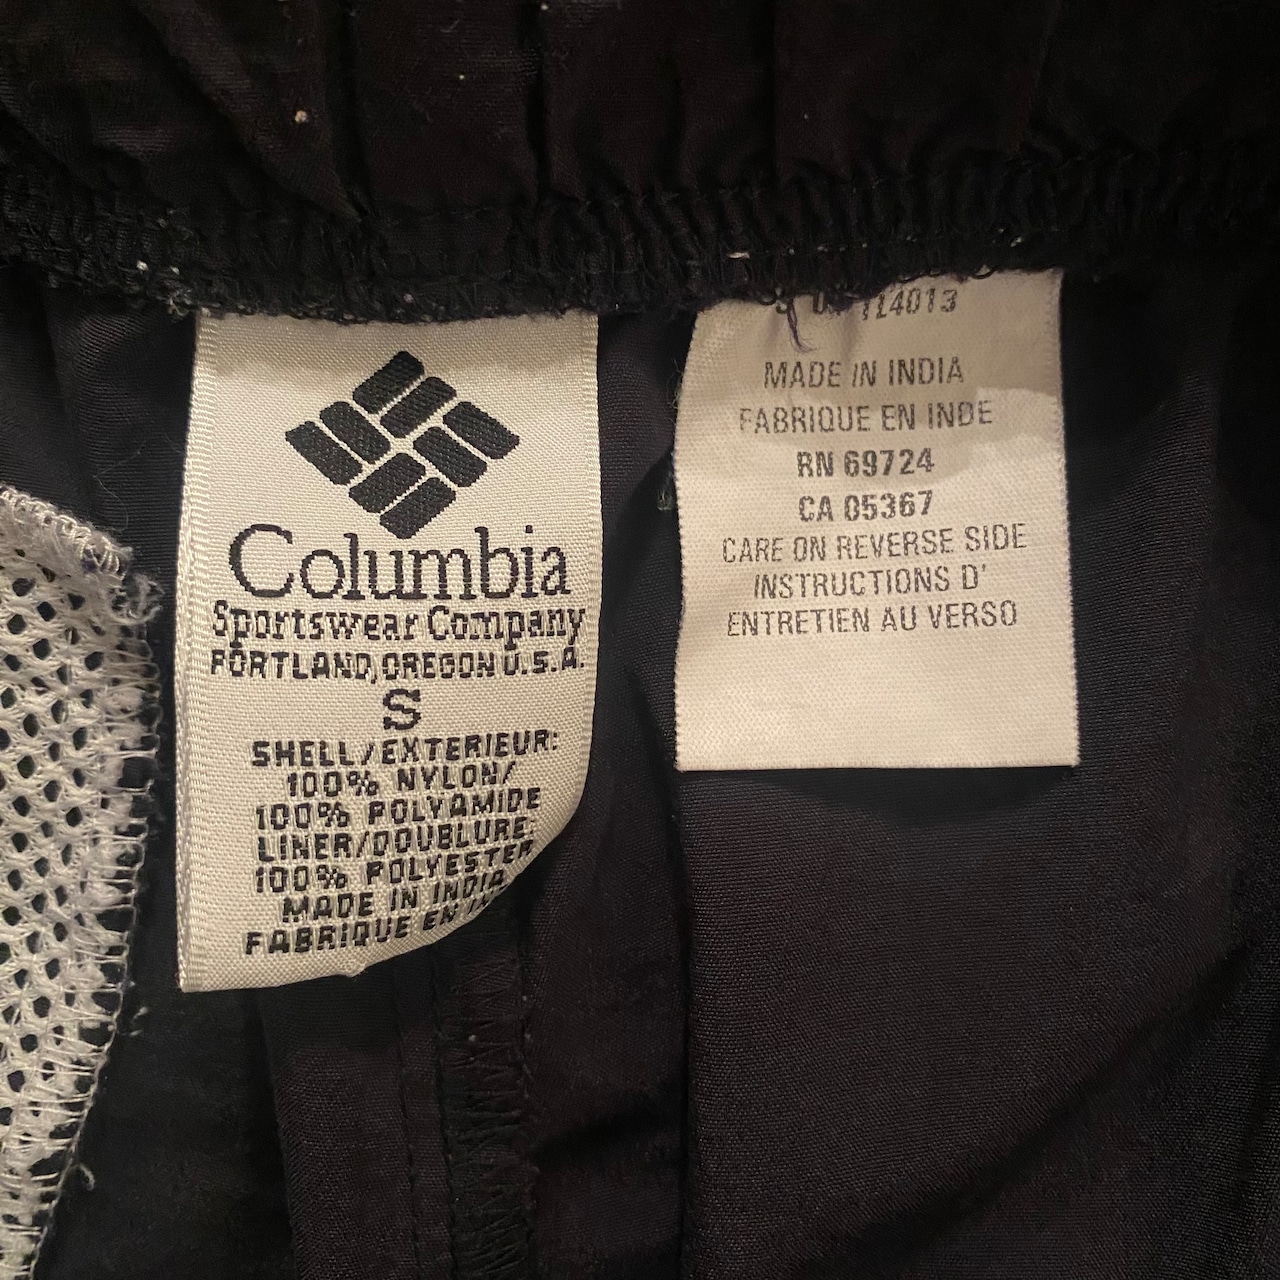 Columbia
Sportswear Company
PORTLAND, OREGON U.S.A.
S
SHELL/EXTERIEUR:
100% NYLON/
100% POLYAMIDE
LINER/DOUBLURE:
100% POLYESTER
MADE IN INDIA
FABRIQUE EN
114013
MADE IN INDIA
FABRIQUE EN INDE
RN 69724
CA 05367
CARE ON REVERSE SIDE
INSTRUCTIONS D'
ENTRETIEN AU VERSO